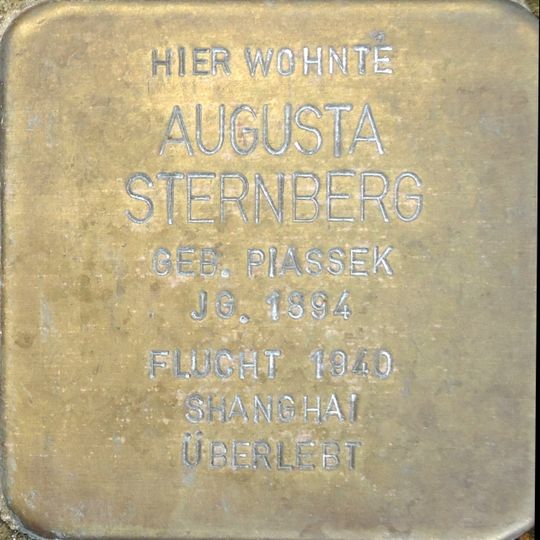 HIER WOHNTE
AUGUSTA
STERNBERG
GEB. PIASSEK
JG. 1894
FLUCHT 1940
SHANGHAI
ÜBERLEBT